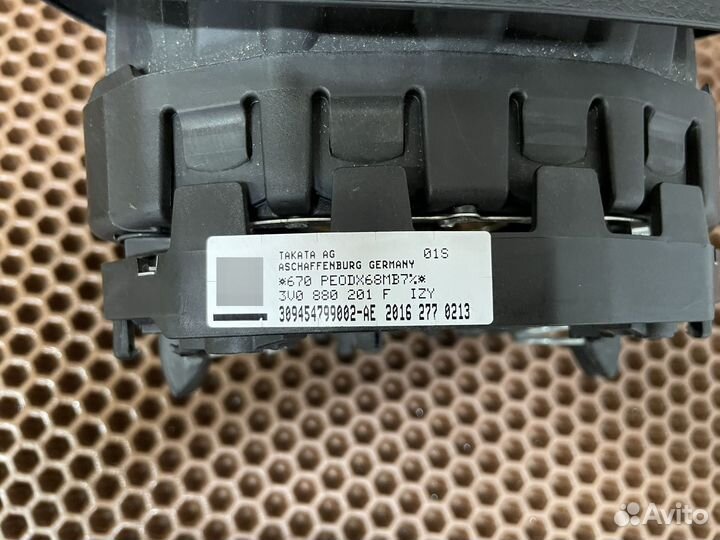 TAKATA AG 01S
ASCHAFFENBURG GERMANY
*670 PEODX68MB7%*
3V0 880 201 F IZY
309454799002-AE 2016 277 0213
Avito